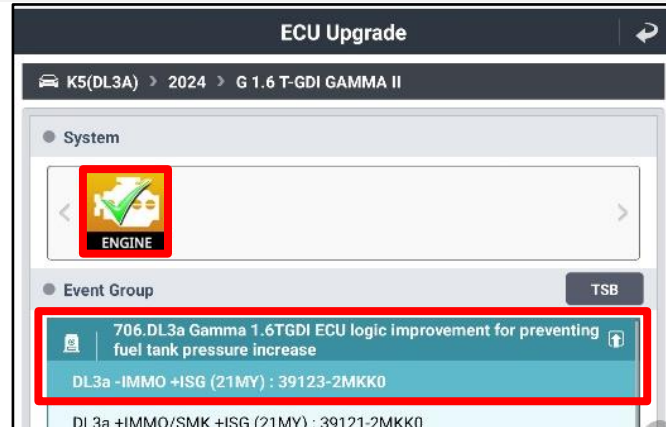 ECU Upgrade
K5(DL3A) > 2024 > G 1.6 T-GDI GAMMA II
System
ENGINE
Event Group
TSB
706.DL3a Gamma 1.6TGDI ECU logic improvement for preventing
fuel tank pressure increase
DL3a -IMMO +ISG (21MY) : 39123-2MKK0
DL3a +IMMO/SMK +ISG (21MY) : 39121-2MKK0